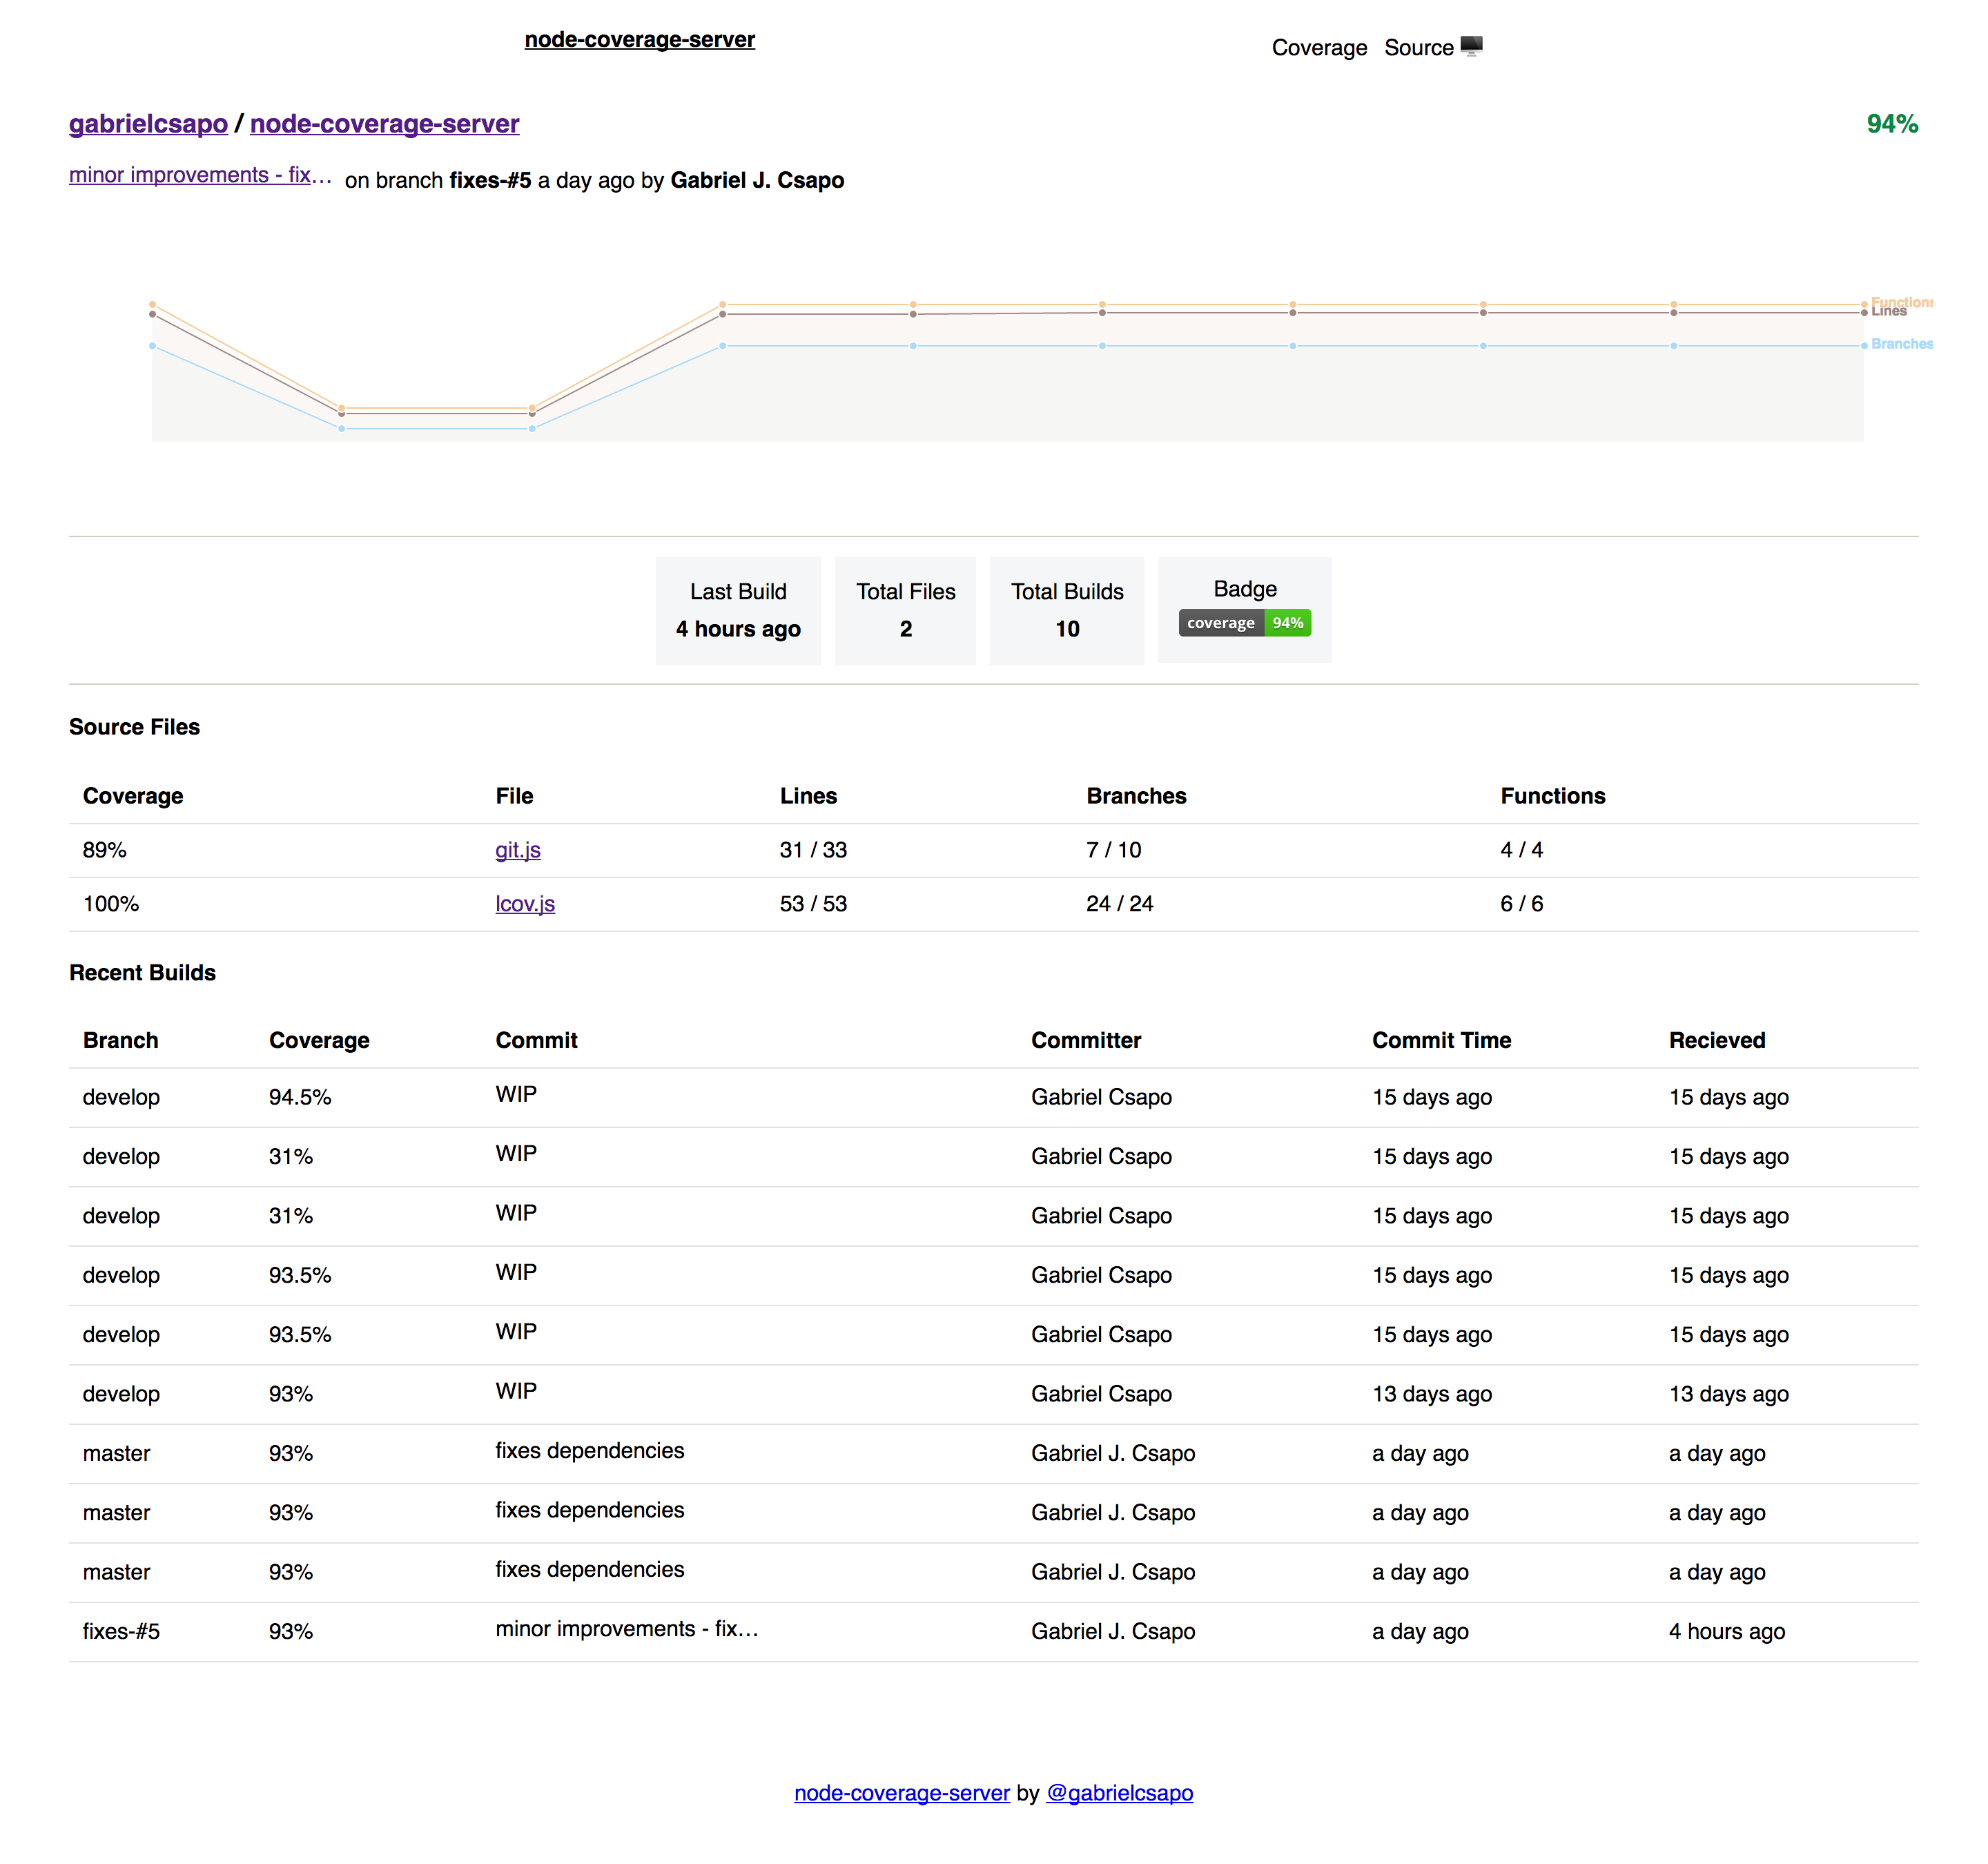 node-coverage-server
Coverage Source
gabrielcsapo / node-coverage-server 94%
minor improvements - fix… on branch fixes-#5 a day ago by Gabriel J. Csapo
Functions
Lines
Branches
Last Build Total Files Total Builds Badge
4 hours ago 2 10 coverage 94%
Source Files
Coverage File Lines Branches Functions
89% git.js 31 / 33 7 / 10 4 / 4
100% lcov.js 53 / 53 24 / 24 6 / 6
Recent Builds
Branch Coverage Commit Committer Commit Time Recieved
develop 94.5% WIP Gabriel Csapo 15 days ago 15 days ago
develop 31% WIP Gabriel Csapo 15 days ago 15 days ago
develop 31% WIP Gabriel Csapo 15 days ago 15 days ago
develop 93.5% WIP Gabriel Csapo 15 days ago 15 days ago
develop 93.5% WIP Gabriel Csapo 15 days ago 15 days ago
develop 93% WIP Gabriel Csapo 13 days ago 13 days ago
master 93% fixes dependencies Gabriel J. Csapo a day ago a day ago
master 93% fixes dependencies Gabriel J. Csapo a day ago a day ago
master 93% fixes dependencies Gabriel J. Csapo a day ago a day ago
fixes-#5 93% minor improvements - fix… Gabriel J. Csapo a day ago 4 hours ago
node-coverage-server by @gabrielcsapo